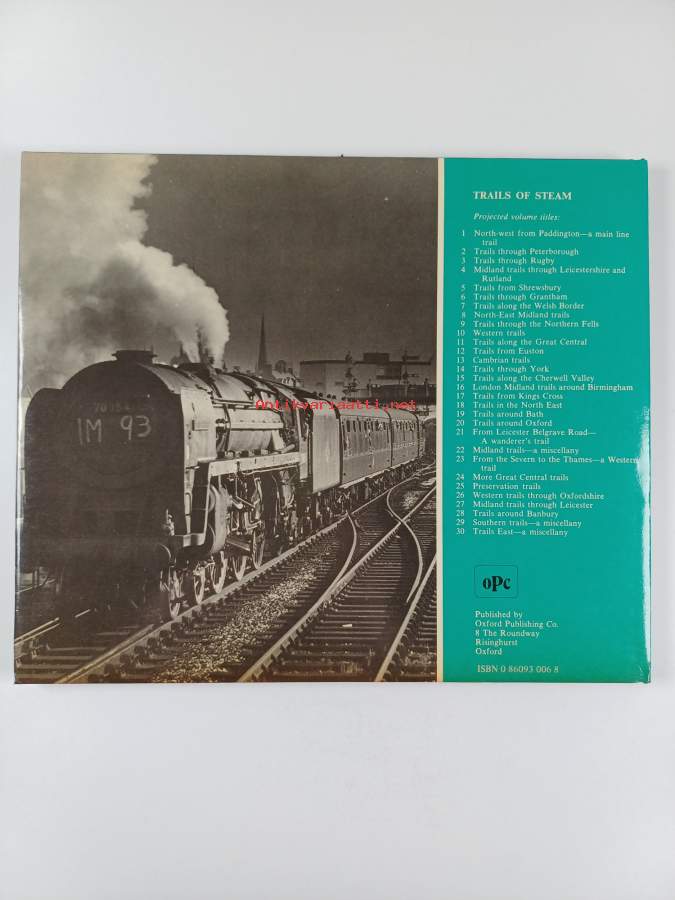 TRAILS OF STEAM
Projected volume titles:
1 North-west from Paddington—a main line
trail
2 Trails through Peterborough
3 Trails through Rugby
4 Midland trails through Leicestershire and
Rutland
5 Trails from Shrewsbury
6 Trails through Grantham
7 Trails along the Welsh Border
8 North-East Midland trails
9 Trails through the Northern Fells
10 Western trails
11 Trails along the Great Central
12 Trails from Euston
13 Cambrian trails
14 Trails through York
15 Trails along the Cherwell Valley
16 London Midland trails around Birmingham
17 Trails from Kings Cross
18 Trails in the North East
19 Trails around Bath
20 Trails around Oxford
21 From Leicester Belgrave Road—
A wanderer's trail
22 Midland trails—a miscellany
23 From the Severn to the Thames—a Western
trail
24 More Great Central trails
25 Preservation trails
26 Western trails through Oxfordshire
27 Midland trails through Leicester
28 Trails around Banbury
29 Southern trails—a miscellany
30 Trails East—a miscellany
OPC
Published by
Oxford Publishing Co.
8 The Roundway
Risinghurst
Oxford
ISBN 0 86093 006 8
1M 93
Antikvariaatti.net